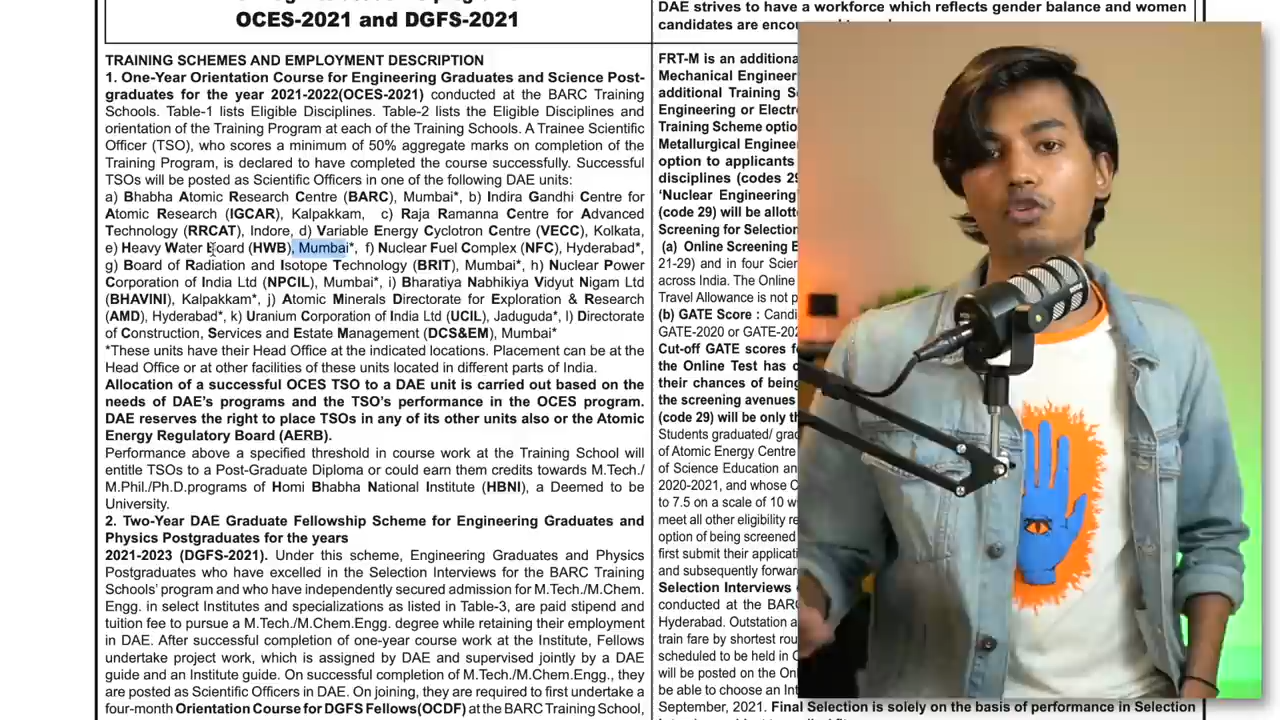 OCES-2021 and DGFS-2021
TRAINING SCHEMES AND EMPLOYMENT DESCRIPTION
1. One-Year Orientation Course for Engineering Graduates and Science Post-
graduates for the year 2021-2022(OCES-2021) conducted at the BARC Training
Schools. Table-1 lists Eligible Disciplines. Table-2 lists the Eligible Disciplines and
orientation of the Training Program at each of the Training Schools. A Trainee Scientific
Officer (TSO), who scores a minimum of 50% aggregate marks on completion of the
Training Program, is declared to have completed the course successfully. Successful
TSOs will be posted as Scientific Officers in one of the following DAE units:
a) Bhabha Atomic Research Centre (BARC), Mumbai*, b) Indira Gandhi Centre for
Atomic Research (IGCAR), Kalpakkam, c) Raja Ramanna Centre for Advanced
Technology (RRCAT), Indore, d) Variable Energy Cyclotron Centre (VECC), Kolkata,
e) Heavy Water Board (HWB), Mumbai*, f) Nuclear Fuel Complex (NFC), Hyderabad*,
g) Board of Radiation and Isotope Technology (BRIT), Mumbai*, h) Nuclear Power
Corporation of India Ltd (NPCIL), Mumbai*, i) Bharatiya Nabhikiya Vidyut Nigam Ltd
(BHAVINI), Kalpakkam*, j) Atomic Minerals Directorate for Exploration & Research
(AMD), Hyderabad*, k) Uranium Corporation of India Ltd (UCIL), Jaduguda*, l) Directorate
of Construction, Services and Estate Management (DCS&EM), Mumbai*
*These units have their Head Office at the indicated locations. Placement can be at the
Head Office or at other facilities of these units located in different parts of India.
Allocation of a successful OCES TSO to a DAE unit is carried out based on the
needs of DAE's programs and the TSO's performance in the OCES program.
DAE reserves the right to place TSOs in any of its other units also or the Atomic
Energy Regulatory Board (AERB).
Performance above a specified threshold in course work at the Training School will
entitle TSOs to a Post-Graduate Diploma or could earn them credits towards M.Tech./
M.Phil./Ph.D.programs of Homi Bhabha National Institute (HBNI), a Deemed to be
University.
2. Two-Year DAE Graduate Fellowship Scheme for Engineering Graduates and
Physics Postgraduates for the years
2021-2023 (DGFS-2021). Under this scheme, Engineering Graduates and Physics
Postgraduates who have excelled in the Selection Interviews for the BARC Training
Schools' program and who have independently secured admission for M.Tech./M.Chem.
Engg. in select Institutes and specializations as listed in Table-3, are paid stipend and
tuition fee to pursue a M.Tech./M.Chem.Engg. degree while retaining their employment
in DAE. After successful completion of one-year course work at the Institute, Fellows
undertake project work, which is assigned by DAE and supervised jointly by a DAE
guide and an Institute guide. On successful completion of M.Tech./M.Chem.Engg., they
are posted as Scientific Officers in DAE. On joining, they are required to first undertake a
four-month Orientation Course for DGFS Fellows(OCDF) at the BARC Training School,
DAE strives to have a workforce which reflects gender balance and women
candidates are
FRT-M is an
Mechanical
additional Training
Engineering or
Training Scheme
Metallurgical
option to applicants
disciplines (codes
'Nuclear Engineering'
(code 29) will be
Screening for
(a) Online Screening
21-29) and in four
across India. The Online
Travel Allowance is not
(b) GATE Score :
GATE-2020 or
Cut-off GATE scores
the Online Test has
their chances of being
the screening avenues
(code 29) will be only
Students graduated/
of Atomic Energy Centre
of Science Education
2020-2021, and whose
to 7.5 on a scale of 10
meet all other eligibility
option of being screened
first submit their
and subsequently
Selection Interviews
conducted at the
Hyderabad. Outstation
train fare by shortest
scheduled to be held in
will be posted on the
be able to choose an
September, 2021. Final Selection is solely on the basis of performance in Selection